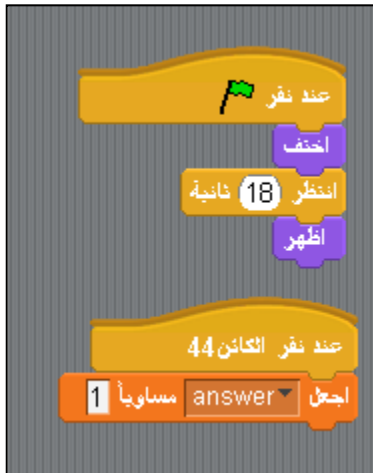 عند نقر
اختف
انتظر 18 ثانية
اظهر
عند نقر الكائن44
اجعل answer مساوياً 1